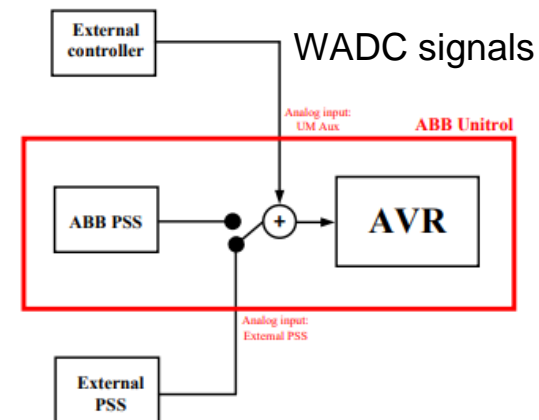 External
controller
WADC signals
Analog input:
UM Aux
ABB Unitrol
ABB PSS
+
AVR
Analog input:
External PSS
External
PSS